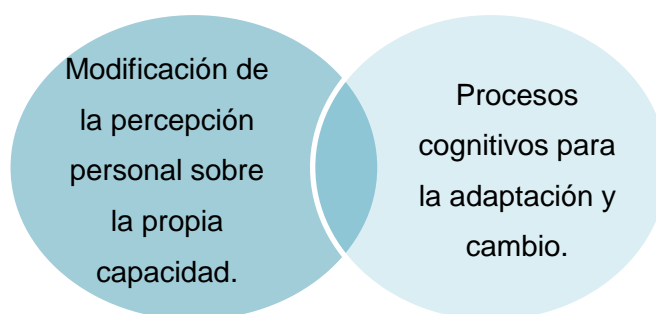 Modificación de
la percepción
personal sobre
la propia
capacidad.
Procesos
cognitivos para
la adaptación y
cambio.